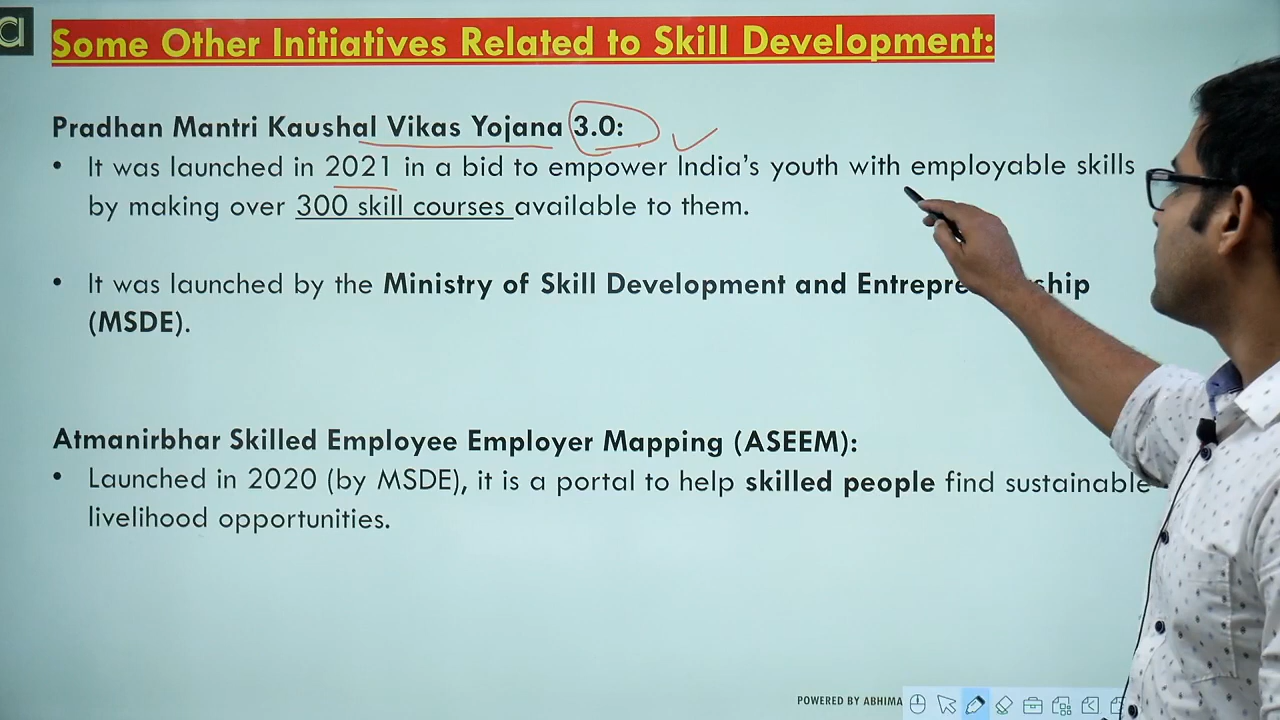 a
Some Other Initiatives Related to Skill Development:
Pradhan Mantri Kaushal Vikas Yojana 3.0:
• It was launched in 2021 in a bid to empower India's youth with employable skills
by making over 300 skill courses available to them.
• It was launched by the Ministry of Skill Development and
(MSDE).
Atmanirbhar Skilled Employee Employer Mapping (ASEEM):
• Launched in 2020 (by MSDE), it is a portal to help skilled people find sustainable
livelihood opportunities.
POWERED BY